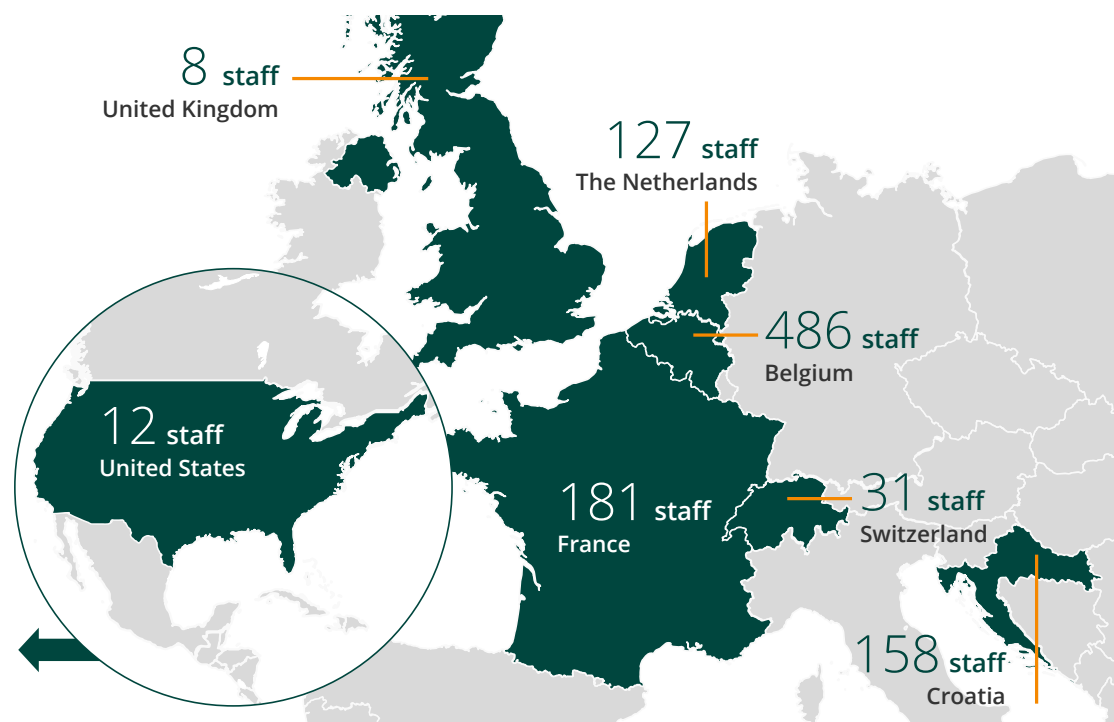 8 staff
United Kingdom
127 staff
The Netherlands
486 staff
Belgium
12 staff
United States
181 staff
France
31 staff
Switzerland
158 staff
Croatia